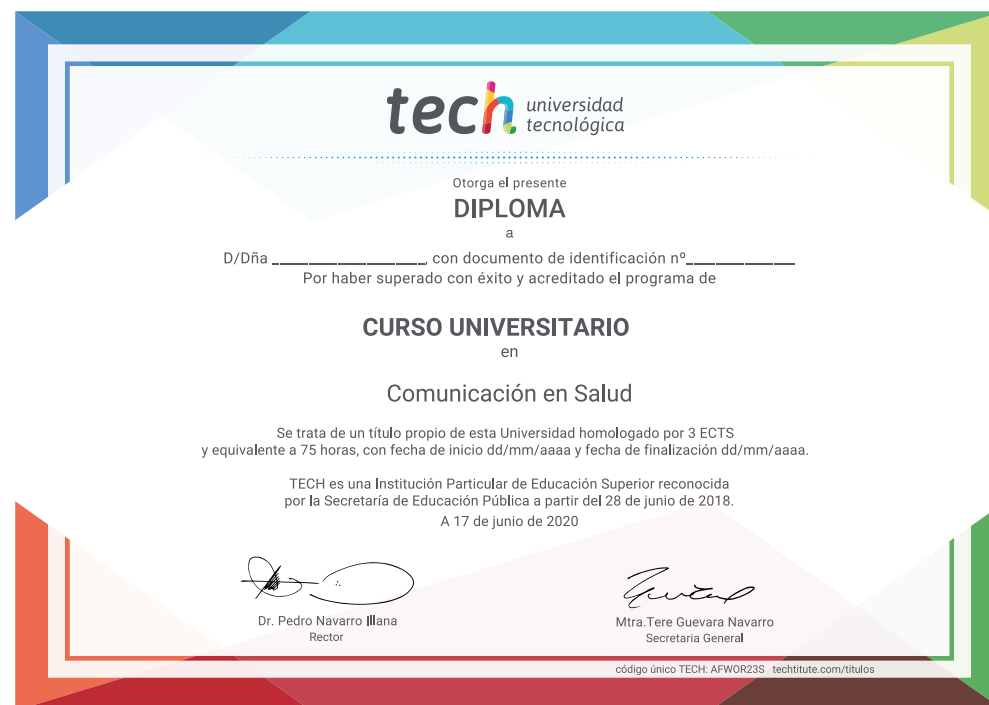 tech universidad
tecnológica
Otorga el presente
DIPLOMA
a
D/Dña __________________, con documento de identificación nº_____________
Por haber superado con éxito y acreditado el programa de
CURSO UNIVERSITARIO
en
Comunicación en Salud
Se trata de un título propio de esta Universidad homologado por 3 ECTS
y equivalente a 75 horas, con fecha de inicio dd/mm/aaaa y fecha de finalización dd/mm/aaaa.
TECH es una Institución Particular de Educación Superior reconocida
por la Secretaría de Educación Pública a partir del 28 de junio de 2018.
A 17 de junio de 2020
Dr. Pedro Navarro Illana
Rector
Mtra.Tere Guevara Navarro
Secretaria General
código único TECH: AFWOR23S techtitute.com/titulos